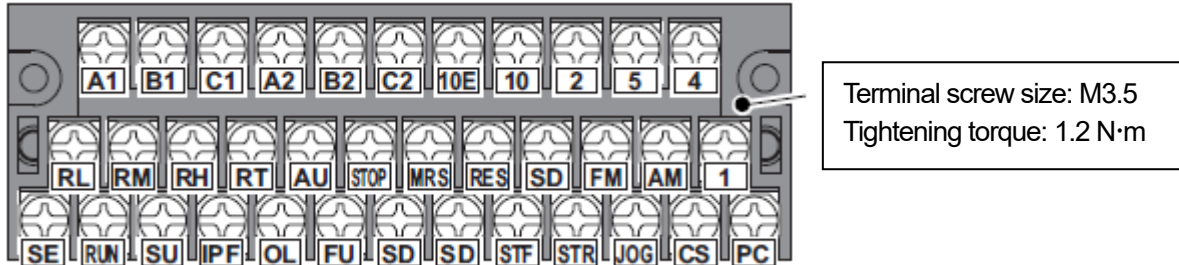 A1 B1 C1 A2 B2 C2 10E 10 2 5 4
Terminal screw size: M3.5
Tightening torque: 1.2 N·m
RL RM RH RT AU STOP MRS RES SD FM AM 1
SE RUN SU IPF OL FU SD SD STF STR JOG CS PC